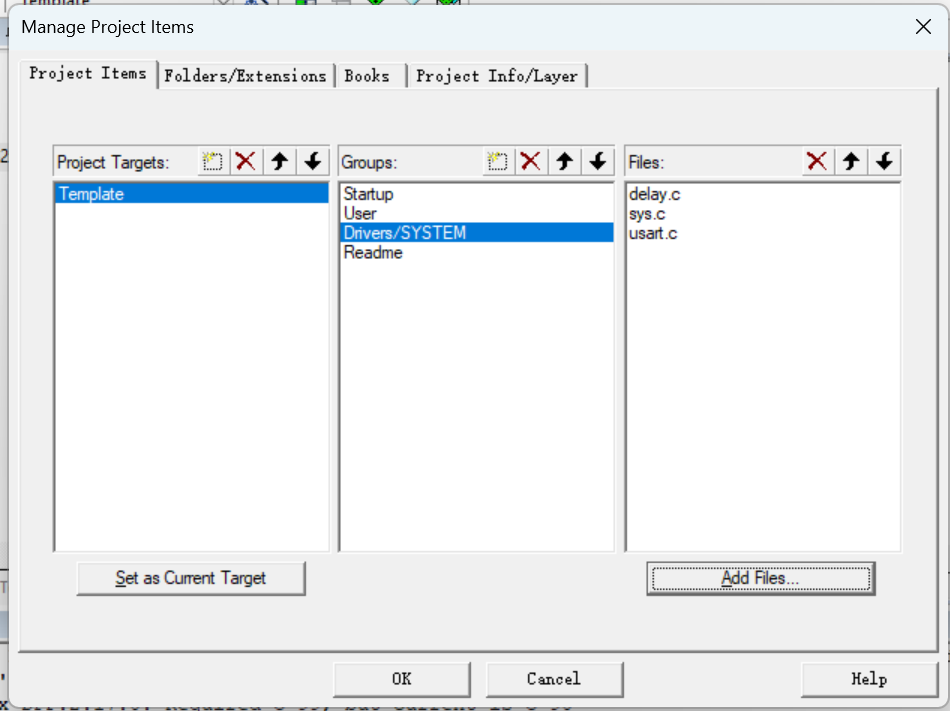 Manage Project Items
Project Items
Folders/Extensions
Books
Project Info/Layer
Project Targets:
Groups:
Files:
Template
Startup
User
Drivers/SYSTEM
Readme
delay.c
sys.c
usart.c
Set as Current Target
Add Files...
OK
Cancel
Help